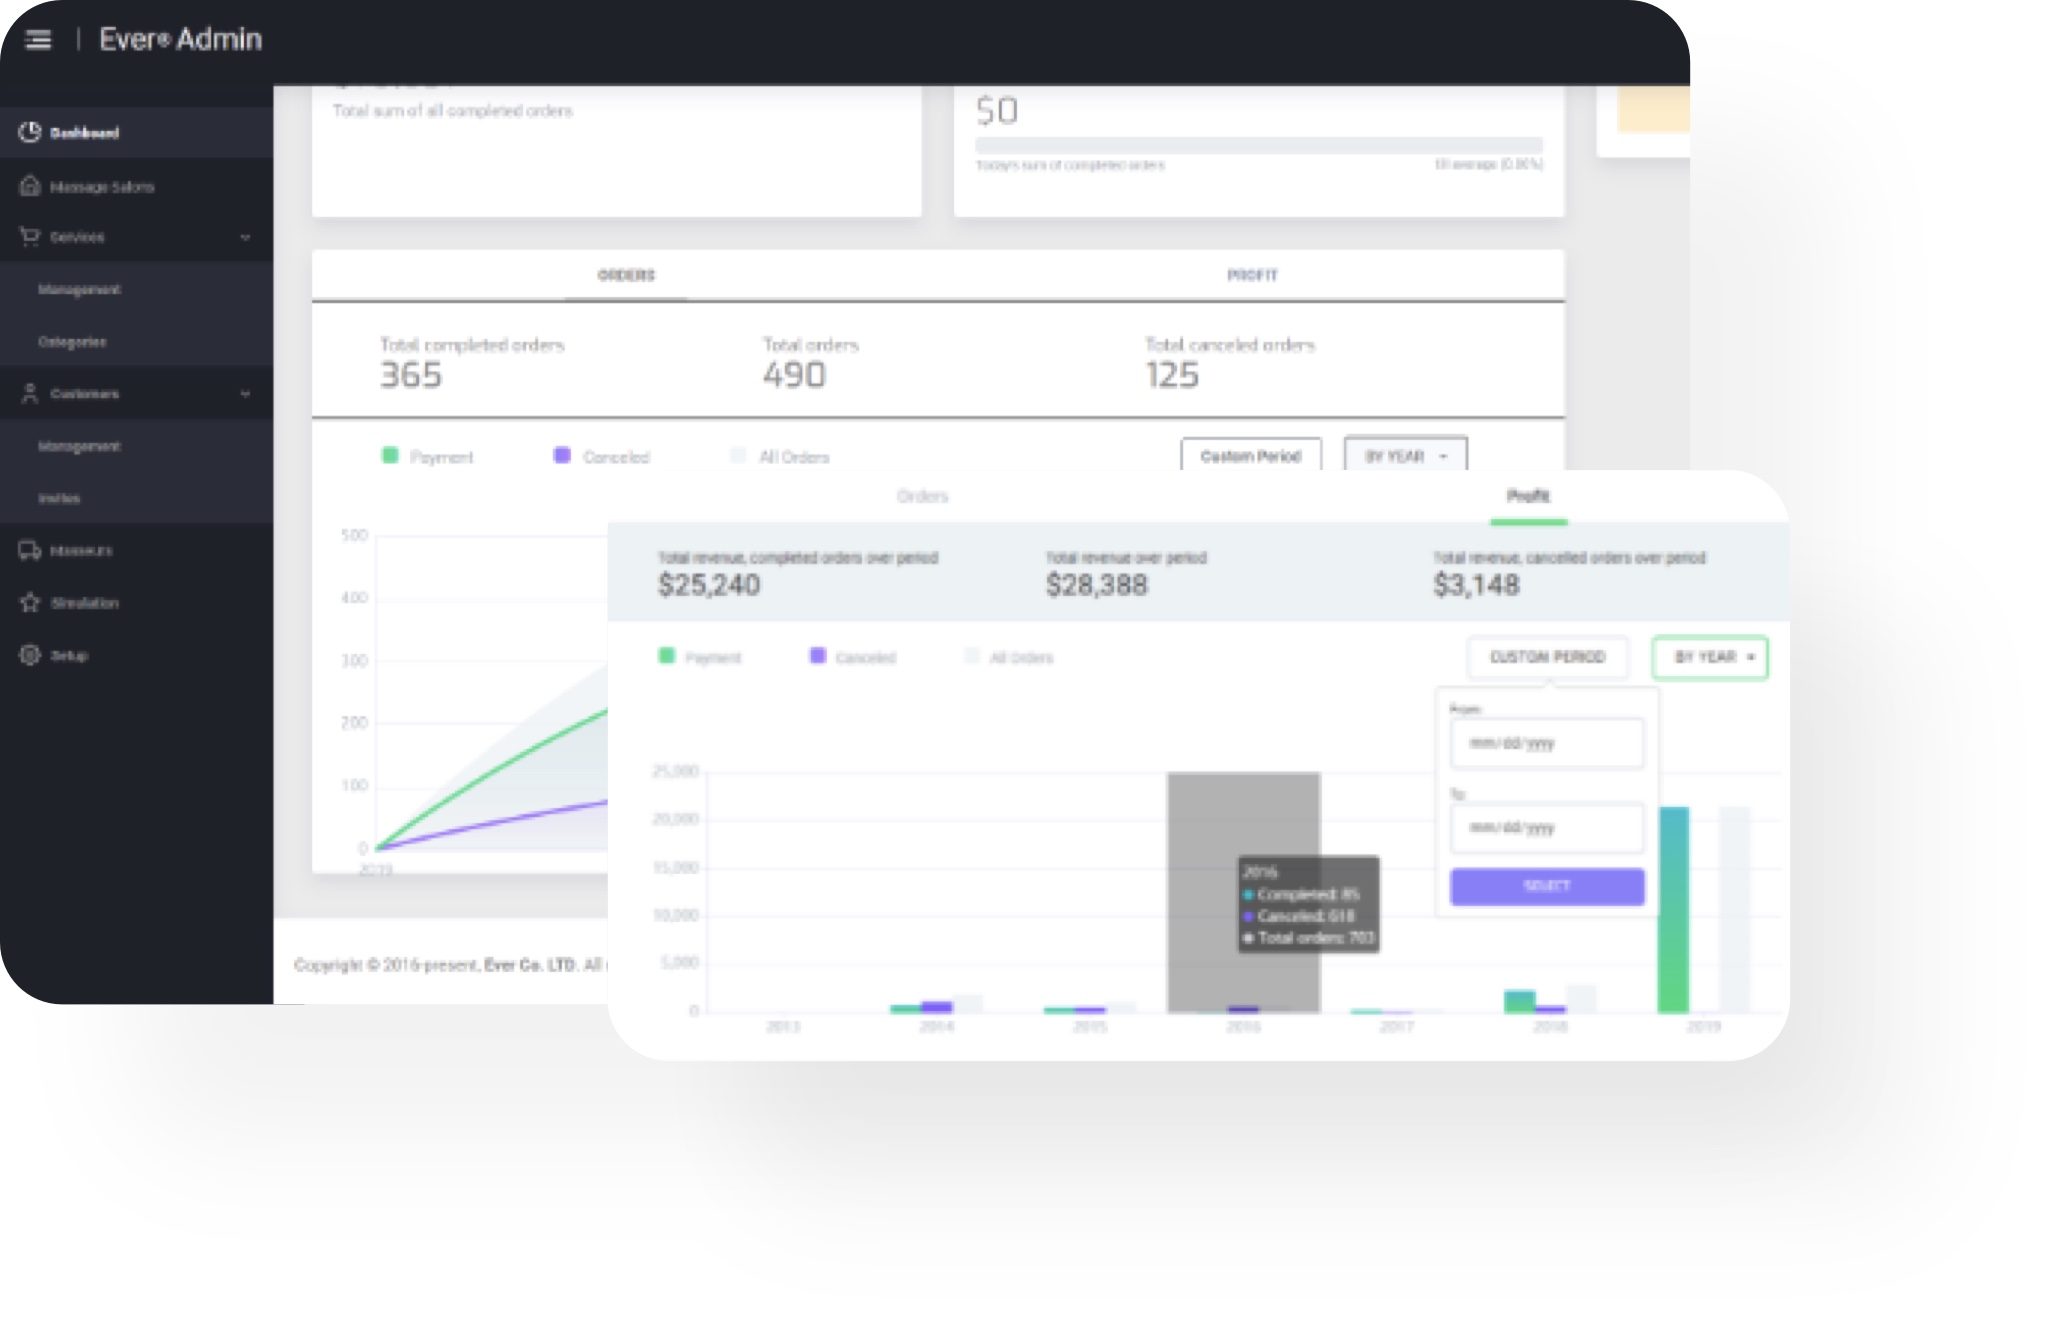 Ever® Admin
Dashboard
Massage Salons
Services
Management
Categories
Customers
Management
Invites
Masseurs
Simulation
Setup
Total sum of all completed orders
$0
Today's sum of completed orders
till average (0.00%)
ORDERS PROFIT
Total completed orders Total orders Total canceled orders
365 490 125
Payment Canceled All Orders Custom Period BY YEAR
500
400
300
200
100
0
2019
Copyright © 2016-present, Ever Co. LTD. All
Orders Profit
Total revenue, completed orders over period Total revenue over period Total revenue, cancelled orders over period
$25,240 $28,388 $3,148
Payment Canceled All Orders CUSTOM PERIOD BY YEAR
From:
mm/dd/yyyy
To:
mm/dd/yyyy
SELECT
25,000
20,000
15,000
10,000
5,000
0
2016
Completed: 85
Canceled: 618
Total orders: 703
2013 2014 2015 2016 2017 2018 2019